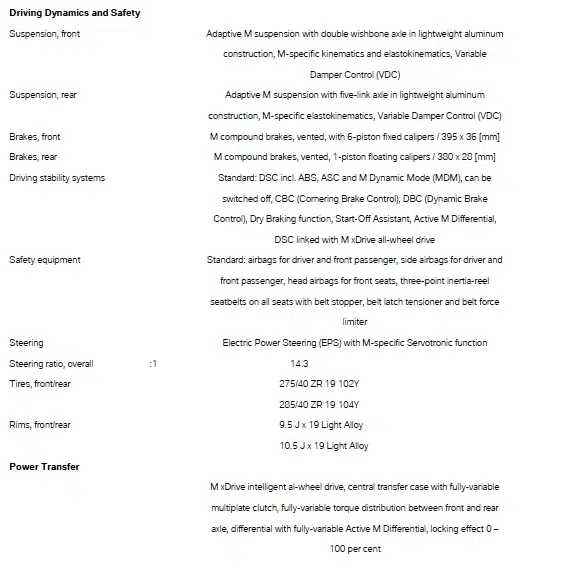 Driving Dynamics and Safety
Suspension, front Adaptive M suspension with double wishbone axle in lightweight aluminum
construction, M-specific kinematics and elastokinematics, Variable
Damper Control (VDC)
Suspension, rear Adaptive M suspension with five-link axle in lightweight aluminum
construction, M-specific elastokinematics, Variable Damper Control (VDC)
Brakes, front M compound brakes, vented, with 6-piston fixed calipers / 395 x 36 [mm]
Brakes, rear M compound brakes, vented, 1-piston floating calipers / 380 x 28 [mm]
Driving stability systems Standard: DSC incl. ABS, ASC and M Dynamic Mode (MDM), can be
switched off, CBC (Cornering Brake Control), DBC (Dynamic Brake
Control), Dry Braking function, Start-Off Assistant, Active M Differential,
DSC linked with M xDrive all-wheel drive
Safety equipment Standard: airbags for driver and front passenger, side airbags for driver and
front passenger, head airbags for front seats, three-point inertia-reel
seatbelts on all seats with belt stopper, belt latch tensioner and belt force
limiter
Steering Electric Power Steering (EPS) with M-specific Servotronic function
Steering ratio, overall :1 14.3
Tires, front/rear 275/40 ZR 19 102Y
285/40 ZR 19 104Y
Rims, front/rear 9.5 J x 19 Light Alloy
10.5 J x 19 Light Alloy
Power Transfer
M xDrive intelligent al-wheel drive, central transfer case with fully-variable
multiplate clutch, fully-variable torque distribution between front and rear
axle, differential with fully-variable Active M Differential, locking effect 0 –
100 per cent